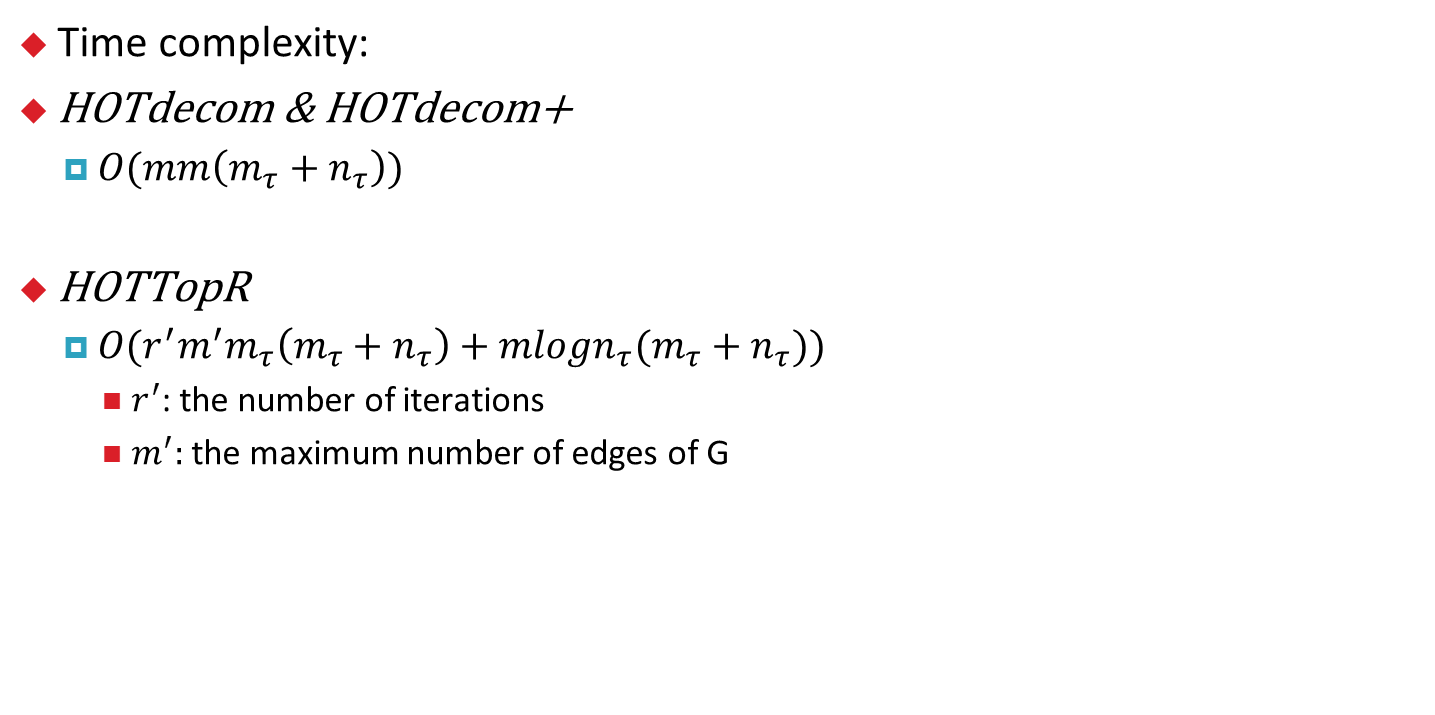 Time complexity:
HOTdecom & HOTdecom+
O(mm(m_τ + n_τ))
HOTTopR
O(r′m′m_τ(m_τ + n_τ) + mlogn_τ(m_τ + n_τ))
r′: the number of iterations
m′: the maximum number of edges of G